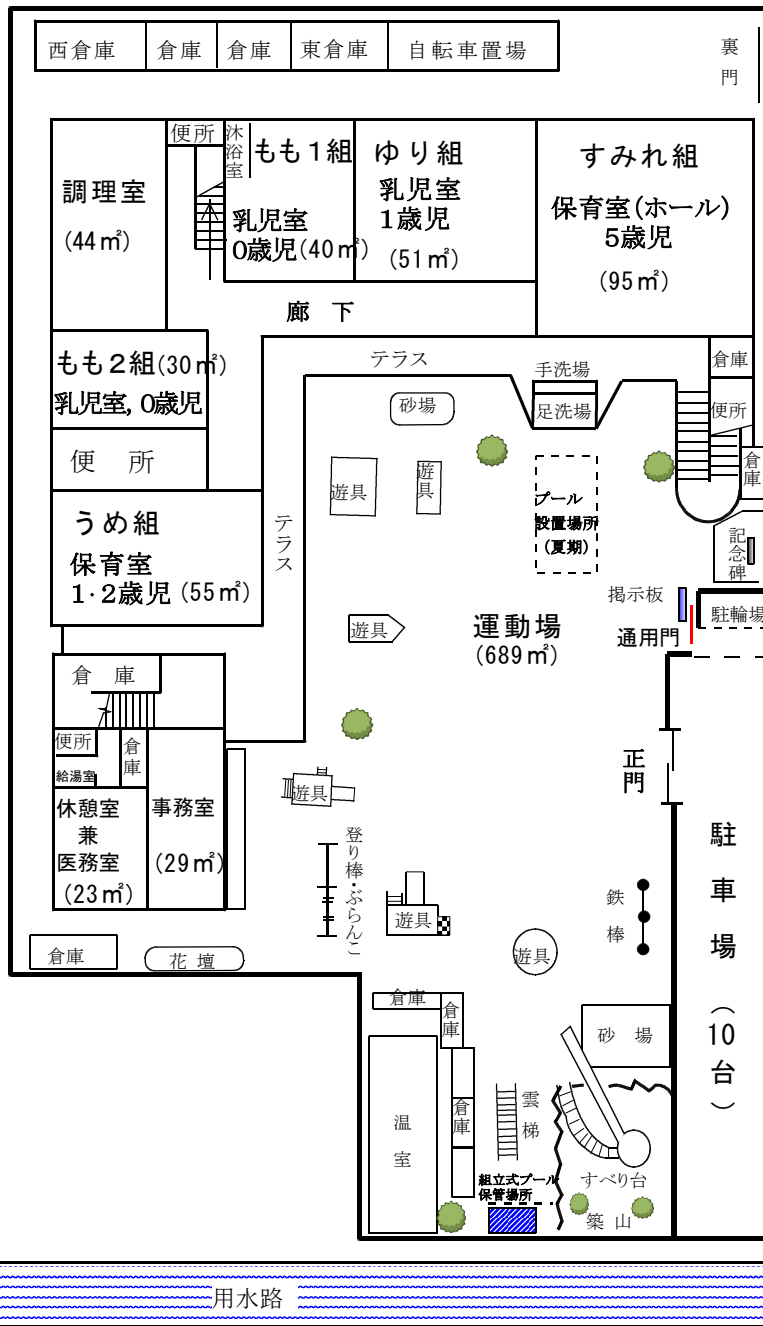 西倉庫
倉庫
倉庫
東倉庫
自転車置場
裏門
調理室
(44㎡)
便所
沐浴室
もも１組
乳児室
0歳児(40㎡)
ゆり組
乳児室
1歳児
(51㎡)
すみれ組
保育室(ホール)
5歳児
(95㎡)
廊 下
もも２組(30㎡)
乳児室,0歳児
便 所
うめ組
保育室
1・2歳児 (55㎡)
テラス
テラス
手洗場
足洗場
倉庫
便所
倉庫
砂場
遊具
遊具
プール
設置場所
(夏期)
記念碑
掲示板
駐輪場
通用門
遊具
運動場
(689㎡)
倉 庫
便所
倉庫
給湯室
休憩室
兼
医務室
(23㎡)
事務室
(29㎡)
正門
遊具
登り棒・ぶらんこ
遊具
鉄棒
遊具
駐車場(10台)
倉庫
花 壇
倉庫
倉庫
砂 場
温室
倉庫
雲梯
組立式プール
保管場所
すべり台
築 山
用水路